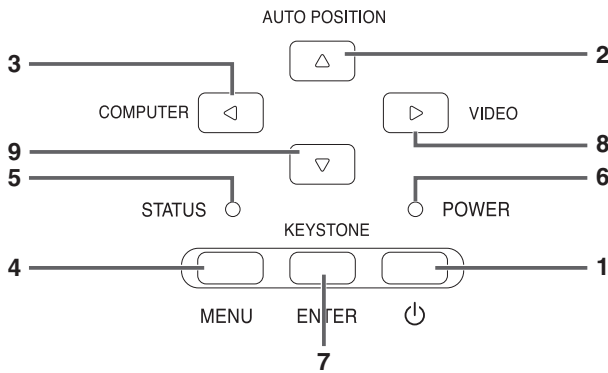 AUTO POSITION
3
2
COMPUTER
VIDEO
8
9
5
6
STATUS
POWER
KEYSTONE
4
1
MENU
ENTER
7